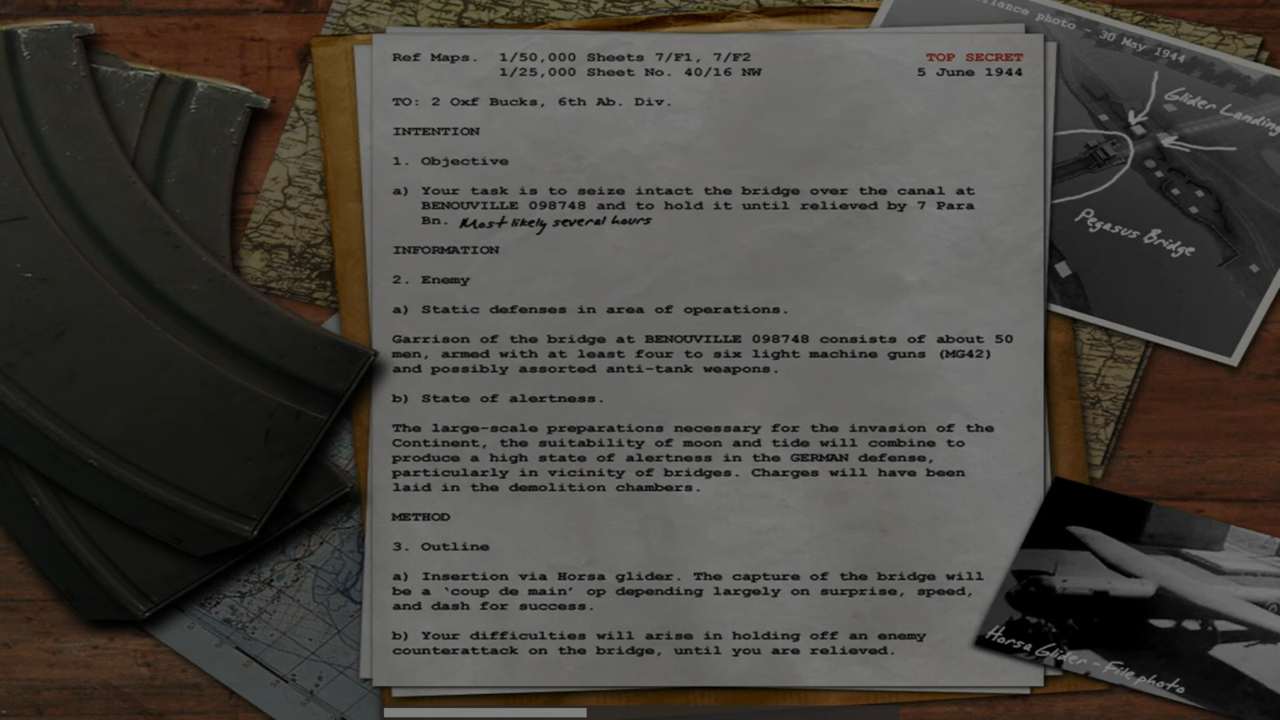 Ref Maps. 1/50,000 Sheets 7/F1, 7/F2
1/25,000 Sheet No. 40/16 NW
TOP SECRET
5 June 1944
TO: 2 Oxf Bucks, 6th Ab. Div.
INTENTION
1. Objective
a) Your task is to seize intact the bridge over the canal at
BENOUVILLE 098748 and to hold it until relieved by 7 Para
Bn. Most likely several hours
INFORMATION
2. Enemy
a) Static defenses in area of operations.
Garrison of the bridge at BENOUVILLE 098748 consists of about 50
men, armed with at least four to six light machine guns (MG42)
and possibly assorted anti-tank weapons.
b) State of alertness.
The large-scale preparations necessary for the invasion of the
Continent, the suitability of moon and tide will combine to
produce a high state of alertness in the GERMAN defense,
particularly in vicinity of bridges. Charges will have been
laid in the demolition chambers.
METHOD
3. Outline
a) Insertion via Horsa glider. The capture of the bridge will
be a 'coup de main' op depending largely on surprise, speed,
and dash for success.
b) Your difficulties will arise in holding off an enemy
counterattack on the bridge, until you are relieved.
photo - 30 May 1944
Glider Landing
Pegasus Bridge
Horsa Glider - File photo